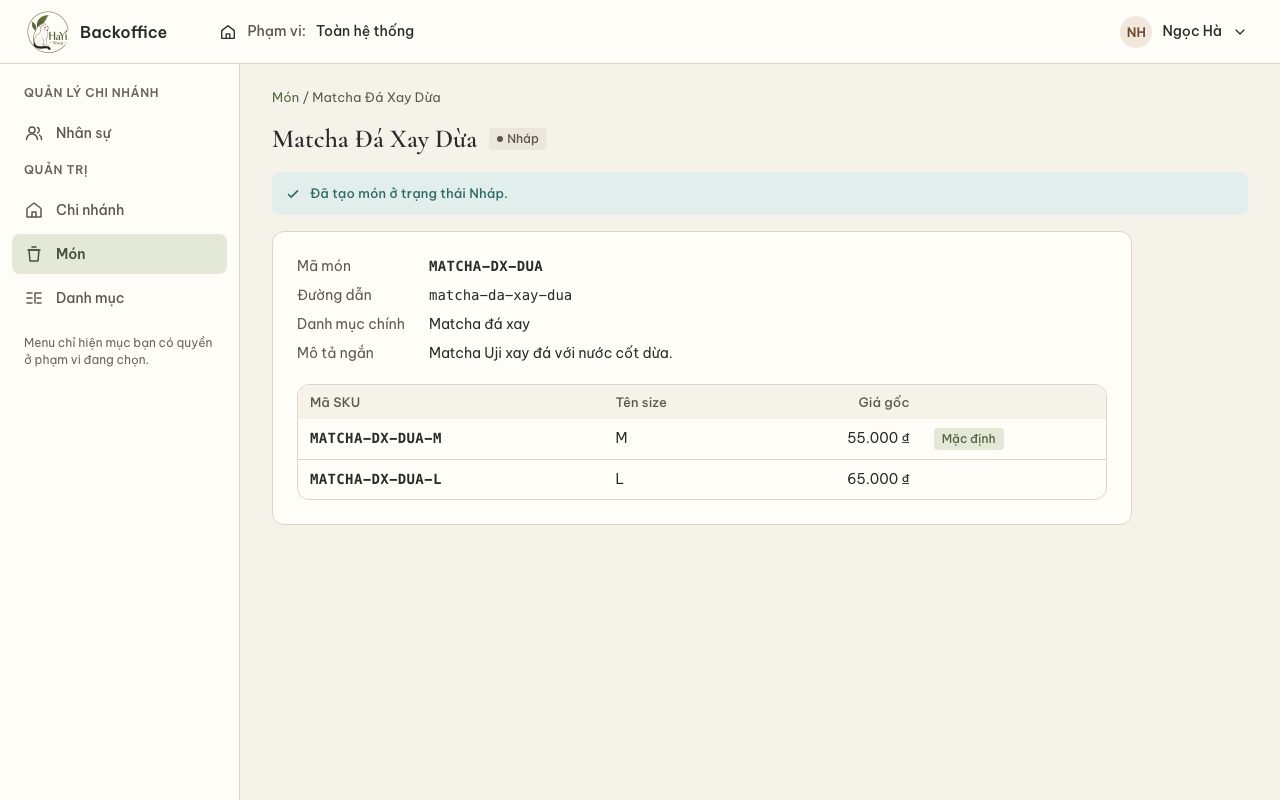 HaYi
Shop
Backoffice
Phạm vi: Toàn hệ thống
NH
Ngọc Hà
QUẢN LÝ CHI NHÁNH
Nhân sự
QUẢN TRỊ
Chi nhánh
Món
Danh mục
Menu chỉ hiện mục bạn có quyền
ở phạm vi đang chọn.
Món / Matcha Đá Xay Dừa
Matcha Đá Xay Dừa
Nháp
Đã tạo món ở trạng thái Nháp.
Mã món MATCHA-DX-DUA
Đường dẫn matcha-da-xay-dua
Danh mục chính Matcha đá xay
Mô tả ngắn Matcha Uji xay đá với nước cốt dừa.
Mã SKU Tên size Giá gốc
MATCHA-DX-DUA-M M 55.000 ₫ Mặc định
MATCHA-DX-DUA-L L 65.000 ₫